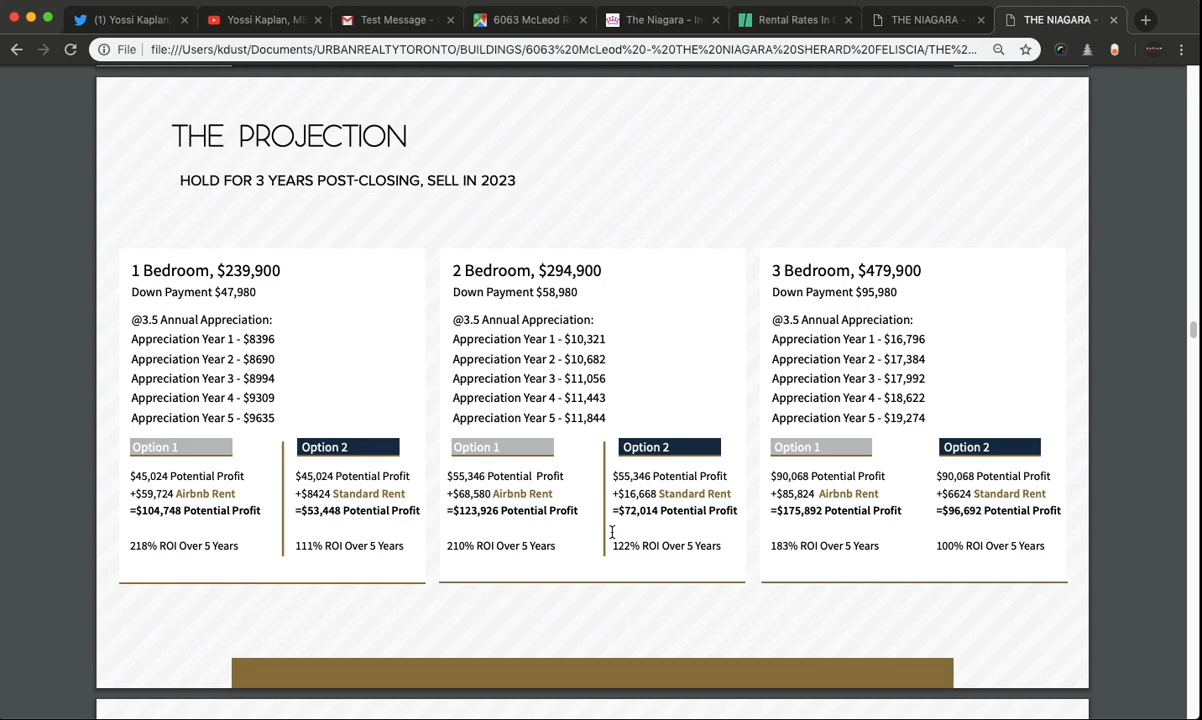 (1) Yossi Kaplan,
Yossi Kaplan, M
Test Message -
6063 McLeod R
The Niagara - In
Rental Rates In
THE NIAGARA -
THE NIAGARA -
File
file:///Users/kdust/Documents/URBANREALTYTORONTO/BUILDINGS/6063%20McLeod%20-%20THE%20NIAGARA%20SHERARD%20FELISCIA/THE%2...
THE PROJECTION
HOLD FOR 3 YEARS POST-CLOSING, SELL IN 2023
1 Bedroom, $239,900
Down Payment $47,980
@3.5 Annual Appreciation:
Appreciation Year 1 - $8396
Appreciation Year 2 - $8690
Appreciation Year 3 - $8994
Appreciation Year 4 - $9309
Appreciation Year 5 - $9635
Option 1
$45,024 Potential Profit
+$59,724 Airbnb Rent
=$104,748 Potential Profit
218% ROI Over 5 Years
Option 2
$45,024 Potential Profit
+$8424 Standard Rent
=$53,448 Potential Profit
111% ROI Over 5 Years
2 Bedroom, $294,900
Down Payment $58,980
@3.5 Annual Appreciation:
Appreciation Year 1 - $10,321
Appreciation Year 2 - $10,682
Appreciation Year 3 - $11,056
Appreciation Year 4 - $11,443
Appreciation Year 5 - $11,844
Option 1
$55,346 Potential Profit
+$68,580 Airbnb Rent
=$123,926 Potential Profit
210% ROI Over 5 Years
Option 2
$55,346 Potential Profit
+$16,668 Standard Rent
=$72,014 Potential Profit
122% ROI Over 5 Years
3 Bedroom, $479,900
Down Payment $95,980
@3.5 Annual Appreciation:
Appreciation Year 1 - $16,796
Appreciation Year 2 - $17,384
Appreciation Year 3 - $17,992
Appreciation Year 4 - $18,622
Appreciation Year 5 - $19,274
Option 1
$90,068 Potential Profit
+$85,824 Airbnb Rent
=$175,892 Potential Profit
183% ROI Over 5 Years
Option 2
$90,068 Potential Profit
+$6624 Standard Rent
=$96,692 Potential Profit
100% ROI Over 5 Years